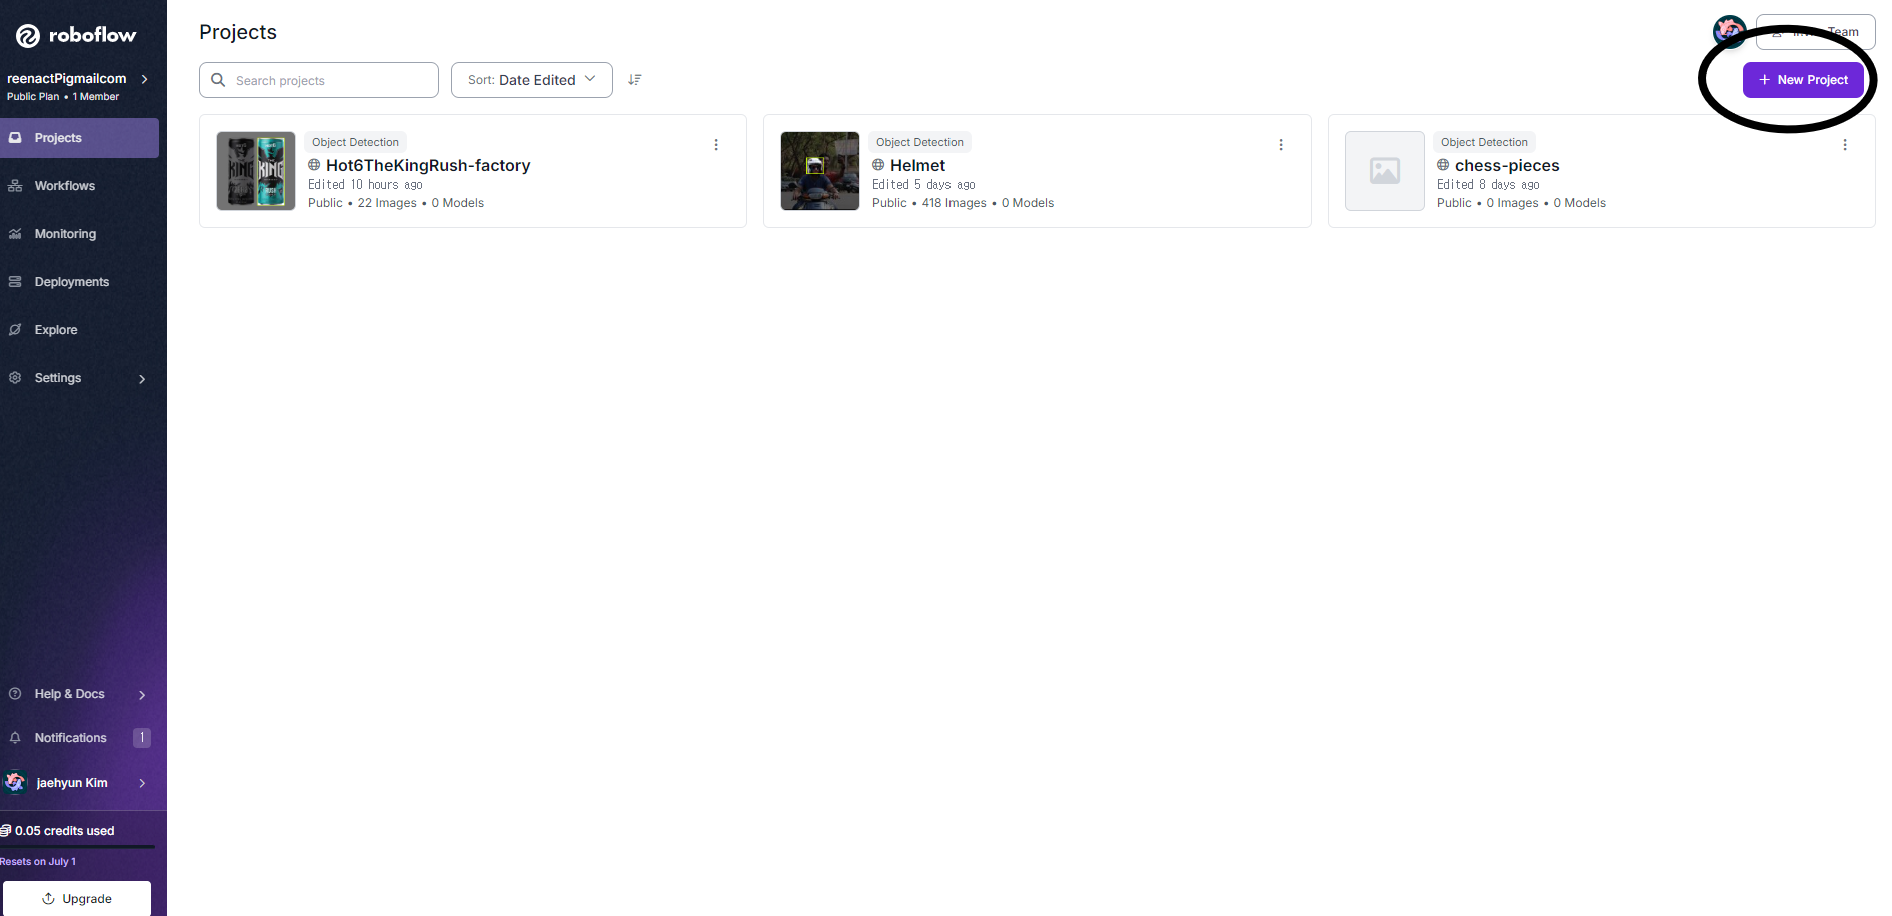 roboflow
reenactPigmailcom
Public Plan • 1 Member
Projects
Workflows
Monitoring
Deployments
Explore
Settings
Help & Docs
Notifications 1
jaehyun Kim
0.05 credits used
Resets on July 1
Upgrade
Projects
Team
Search projects
Sort: Date Edited
+ New Project
Object Detection
Hot6TheKingRush-factory
Edited 10 hours ago
Public • 22 Images • 0 Models
KING
KING
RUSH
Object Detection
Helmet
Edited 5 days ago
Public • 418 Images • 0 Models
Object Detection
chess-pieces
Edited 8 days ago
Public • 0 Images • 0 Models